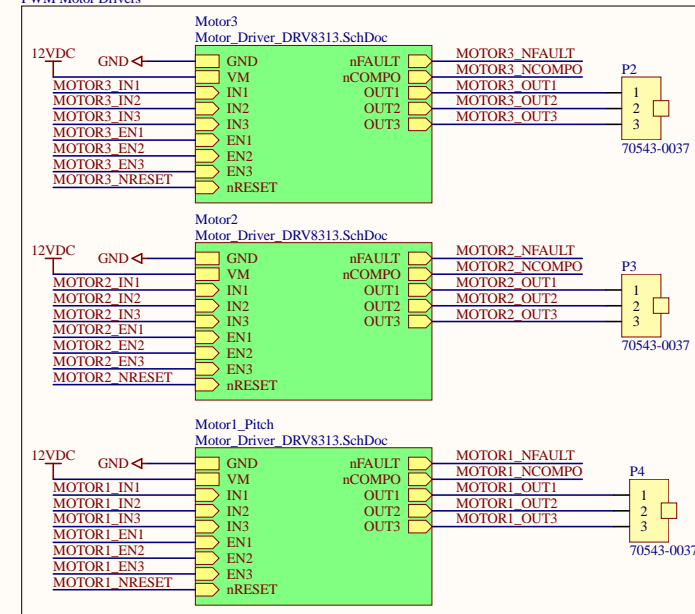 PWM Motor Drivers
Motor3
Motor_Driver_DRV8313.SchDoc
12VDC
GND
GND
nFAULT
MOTOR3_NFAULT
VM
nCOMPO
MOTOR3_NCOMPO
P2
MOTOR3_IN1
IN1
OUT1
MOTOR3_OUT1
1
MOTOR3_IN2
IN2
OUT2
MOTOR3_OUT2
2
MOTOR3_IN3
IN3
OUT3
MOTOR3_OUT3
3
MOTOR3_EN1
EN1
MOTOR3_EN2
EN2
70543-0037
MOTOR3_EN3
EN3
MOTOR3_NRESET
nRESET
Motor2
Motor_Driver_DRV8313.SchDoc
12VDC
GND
GND
nFAULT
MOTOR2_NFAULT
VM
nCOMPO
MOTOR2_NCOMPO
P3
MOTOR2_IN1
IN1
OUT1
MOTOR2_OUT1
1
MOTOR2_IN2
IN2
OUT2
MOTOR2_OUT2
2
MOTOR2_IN3
IN3
OUT3
MOTOR2_OUT3
3
MOTOR2_EN1
EN1
MOTOR2_EN2
EN2
70543-0037
MOTOR2_EN3
EN3
MOTOR2_NRESET
nRESET
Motor1_Pitch
Motor_Driver_DRV8313.SchDoc
12VDC
GND
GND
nFAULT
MOTOR1_NFAULT
VM
nCOMPO
MOTOR1_NCOMPO
P4
MOTOR1_IN1
IN1
OUT1
MOTOR1_OUT1
1
MOTOR1_IN2
IN2
OUT2
MOTOR1_OUT2
2
MOTOR1_IN3
IN3
OUT3
MOTOR1_OUT3
3
MOTOR1_EN1
EN1
MOTOR1_EN2
EN2
70543-0037
MOTOR1_EN3
EN3
MOTOR1_NRESET
nRESET